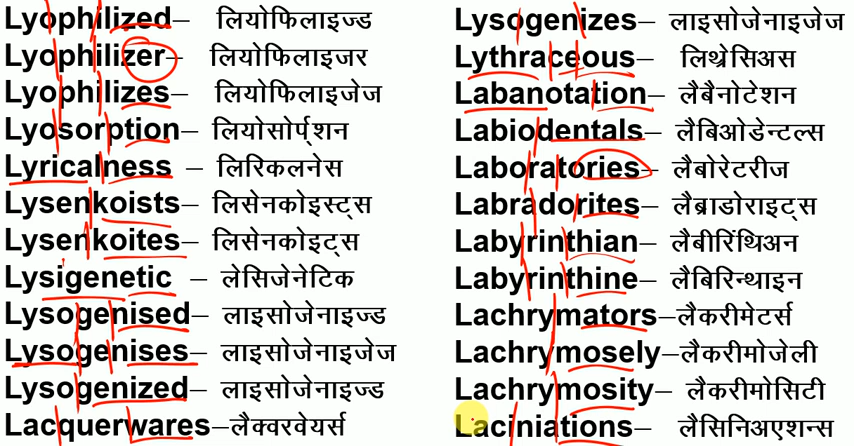 Lyophilized– लियोफिलाइज्ड
Lyophilizer– लियोफिलाइजर
Lyophilizes– लियोफिलाइजेज
Lyosorption– लियोसोर्प्शन
Lyricalness – लिरिकलनेस
Lysenkoists– लिसेनकोइस्ट्स
Lysenkoites– लिसेनकोइट्स
Lysigenetic – लेसिजेनेटिक
Lysogenised– लाइसोजेनाइज्ड
Lysogenises– लाइसोजेनाइजेज
Lysogenized– लाइसोजेनाइज्ड
Lacquerwares–लैक्वरवेयर्स
Lysogenizes– लाइसोजेनाइजेज
Lythraceous– लिथ्रेसिअस
Labanotation– लैबैनोटेशन
Labiodentals– लैबिओडेन्टल्स
Laboratories– लैबोरेटरीज
Labradorites– लैब्राडोराइट्स
Labyrinthian– लैबीरिंथिअन
Labyrinthine– लैबिरिन्थाइन
Lachrymators–लैकरीमेटर्स
Lachrymosely–लैकरीमोजेली
Lachrymosity– लैकरीमोसिटी
Laciniations– लैसिनिअएशन्स